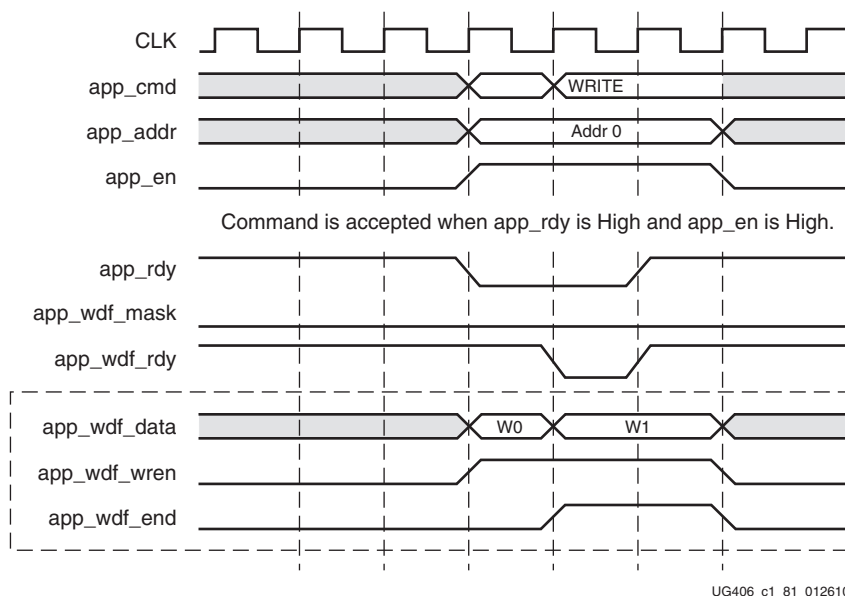 CLK
app_cmd
WRITE
app_addr
Addr 0
app_en
Command is accepted when app_rdy is High and app_en is High.
app_rdy
app_wdf_mask
app_wdf_rdy
app_wdf_data
W0
W1
app_wdf_wren
app_wdf_end
UG406_c1_81_012610